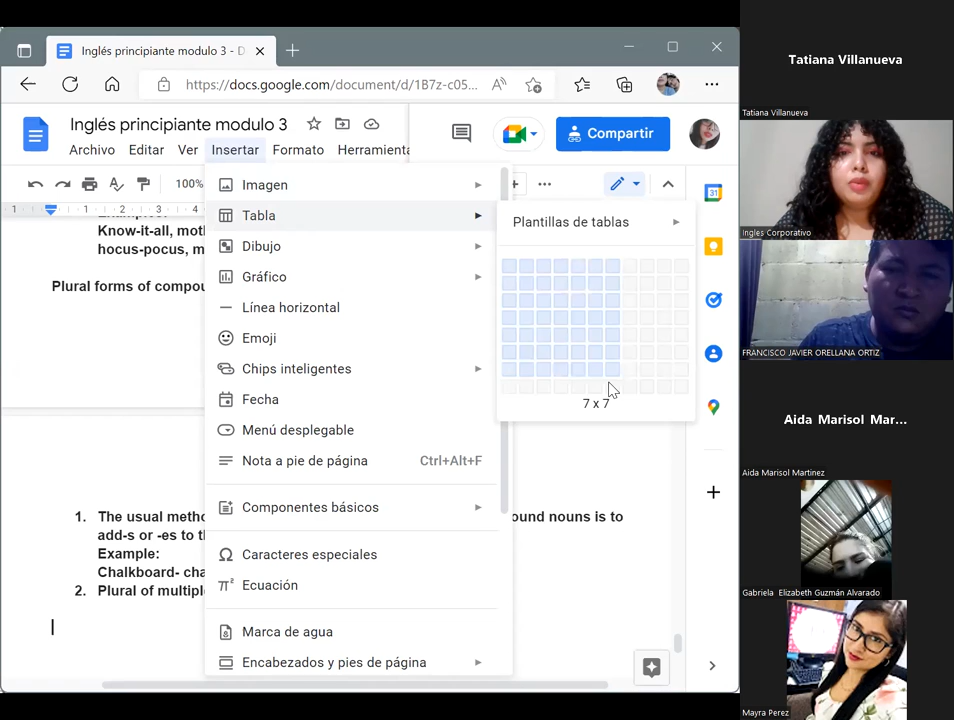 Inglés principiante modulo 3 - D
https://docs.google.com/document/d/1B7z-c05...
Inglés principiante modulo 3
Compartir
Archivo Editar Ver Insertar Formato Herramienta
100%
1 1 2 3 4
Imagen
Tabla
Dibujo
Gráfico
Línea horizontal
Emoji
Chips inteligentes
Fecha
Menú desplegable
Nota a pie de página Ctrl+Alt+F
Componentes básicos
Caracteres especiales
Ecuación
Marca de agua
Encabezados y pies de página
Plantillas de tablas
7 x 7
Know-it-all, mot
hocus-pocus, m
Plural forms of compou
1. The usual metho ound nouns is to
add-s or -es to t
Example:
Chalkboard- cha
2. Plural of multipl
Tatiana Villanueva
Tatiana Villanueva
Ingles Corporativo
FRANCISCO JAVIER ORELLANA ORTIZ
Aida Marisol Mar...
Aida Marisol Martinez
Gabriela Elizabeth Guzmán Alvarado
Mayra Perez